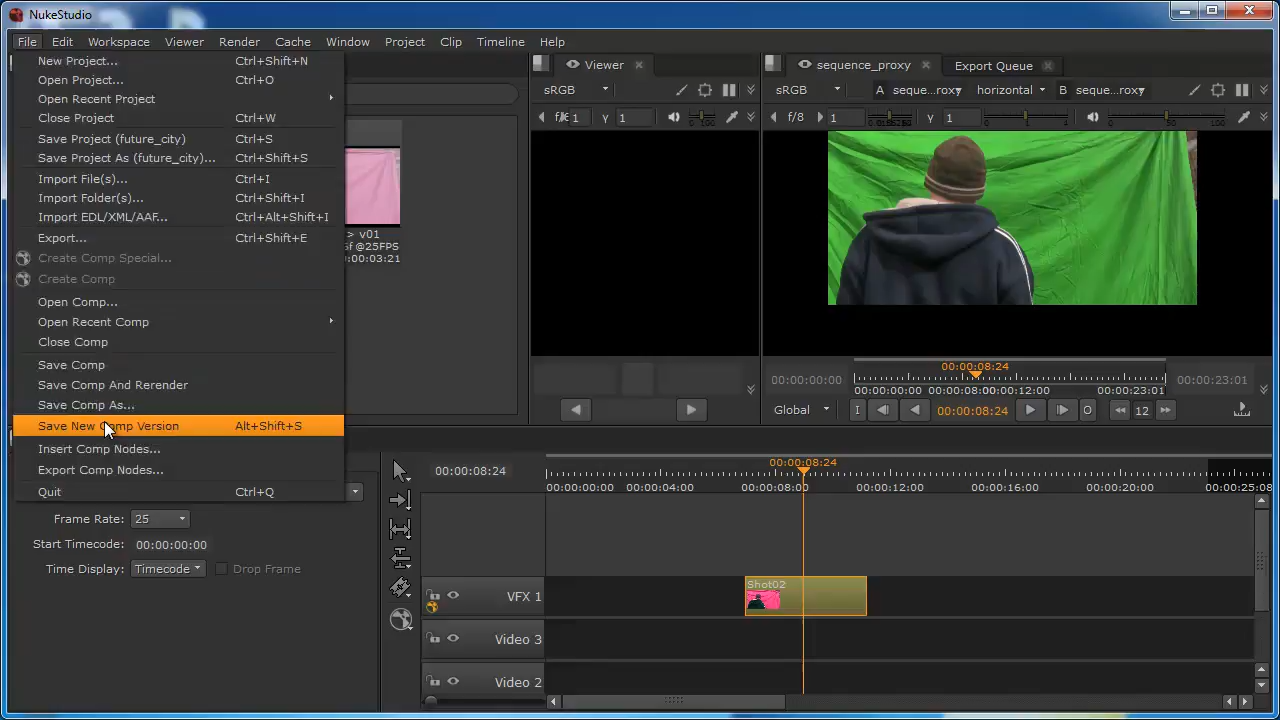 NukeStudio
File Edit Workspace Viewer Render Cache Window Project Clip Timeline Help
New Project... Ctrl+Shift+N
Open Project... Ctrl+O
Open Recent Project
Close Project Ctrl+W
Save Project (future_city) Ctrl+S
Save Project As (future_city)... Ctrl+Shift+S
Import File(s)... Ctrl+I
Import Folder(s)... Ctrl+Shift+I
Import EDL/XML/AAF... Ctrl+Alt+Shift+I
Export... Ctrl+Shift+E
Create Comp Special...
Create Comp
Open Comp...
Open Recent Comp
Close Comp
Save Comp
Save Comp And Rerender
Save Comp As...
Save New Comp Version Alt+Shift+S
Insert Comp Nodes...
Export Comp Nodes...
Quit Ctrl+Q
> v01
5f @25FPS
00:00:03:21
Viewer
sRGB
1 γ 1
sequence_proxy Export Queue
sRGB A seque...roxy horizontal B seque...roxy
f/8 1 γ 1
00:00:08:24
00:00:00:00 00:00:00:00 00:00:08:00 00:00:12:00 00:00:23:01 00:00:23:01
Global I 00:00:08:24 O 12
Frame Rate: 25
Start Timecode: 00:00:00:00
Time Display: Timecode Drop Frame
00:00:08:24 00:00:08:24
00:00:00:00 00:00:04:00 00:00:08:00 00:00:12:00 00:00:16:00 00:00:20:00 00:00:25:08
Shot02
VFX 1
Video 3
Video 2